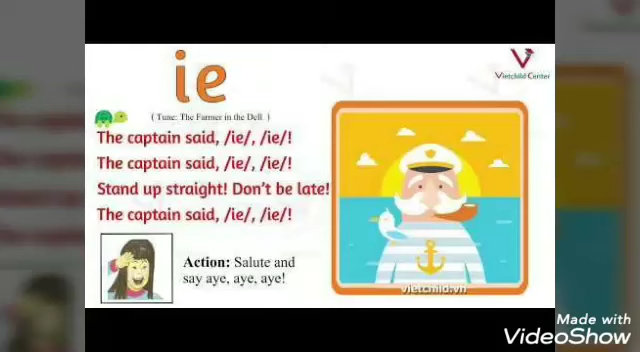 ie
Vietchild Center
( Tune: The Farmer in the Dell )
The captain said, /ie/, /ie/!
The captain said, /ie/, /ie/!
Stand up straight! Don't be late!
The captain said, /ie/, /ie/!
Action: Salute and
say aye, aye, aye!
vietchild.vn
Made with
VideoShow